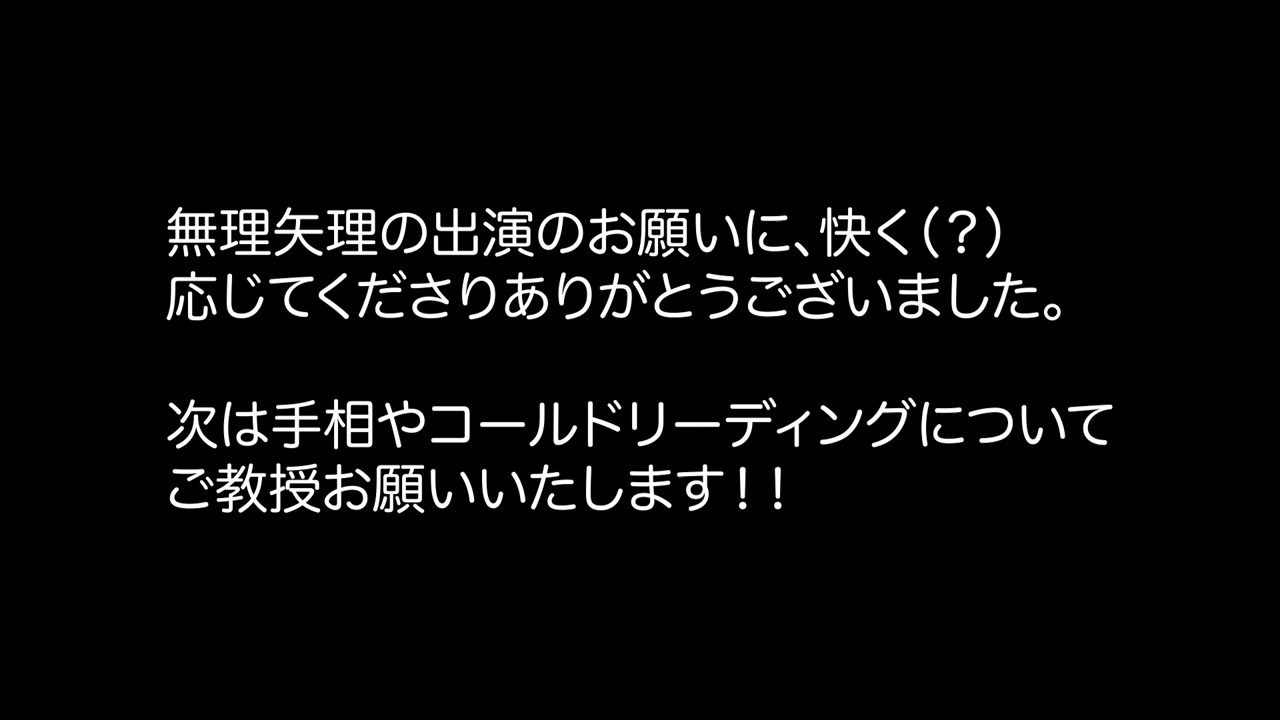 無理矢理の出演のお願いに、快く（？）
応じてくださりありがとうございました。
次は手相やコールドリーディングについて
ご教授お願いいたします！！